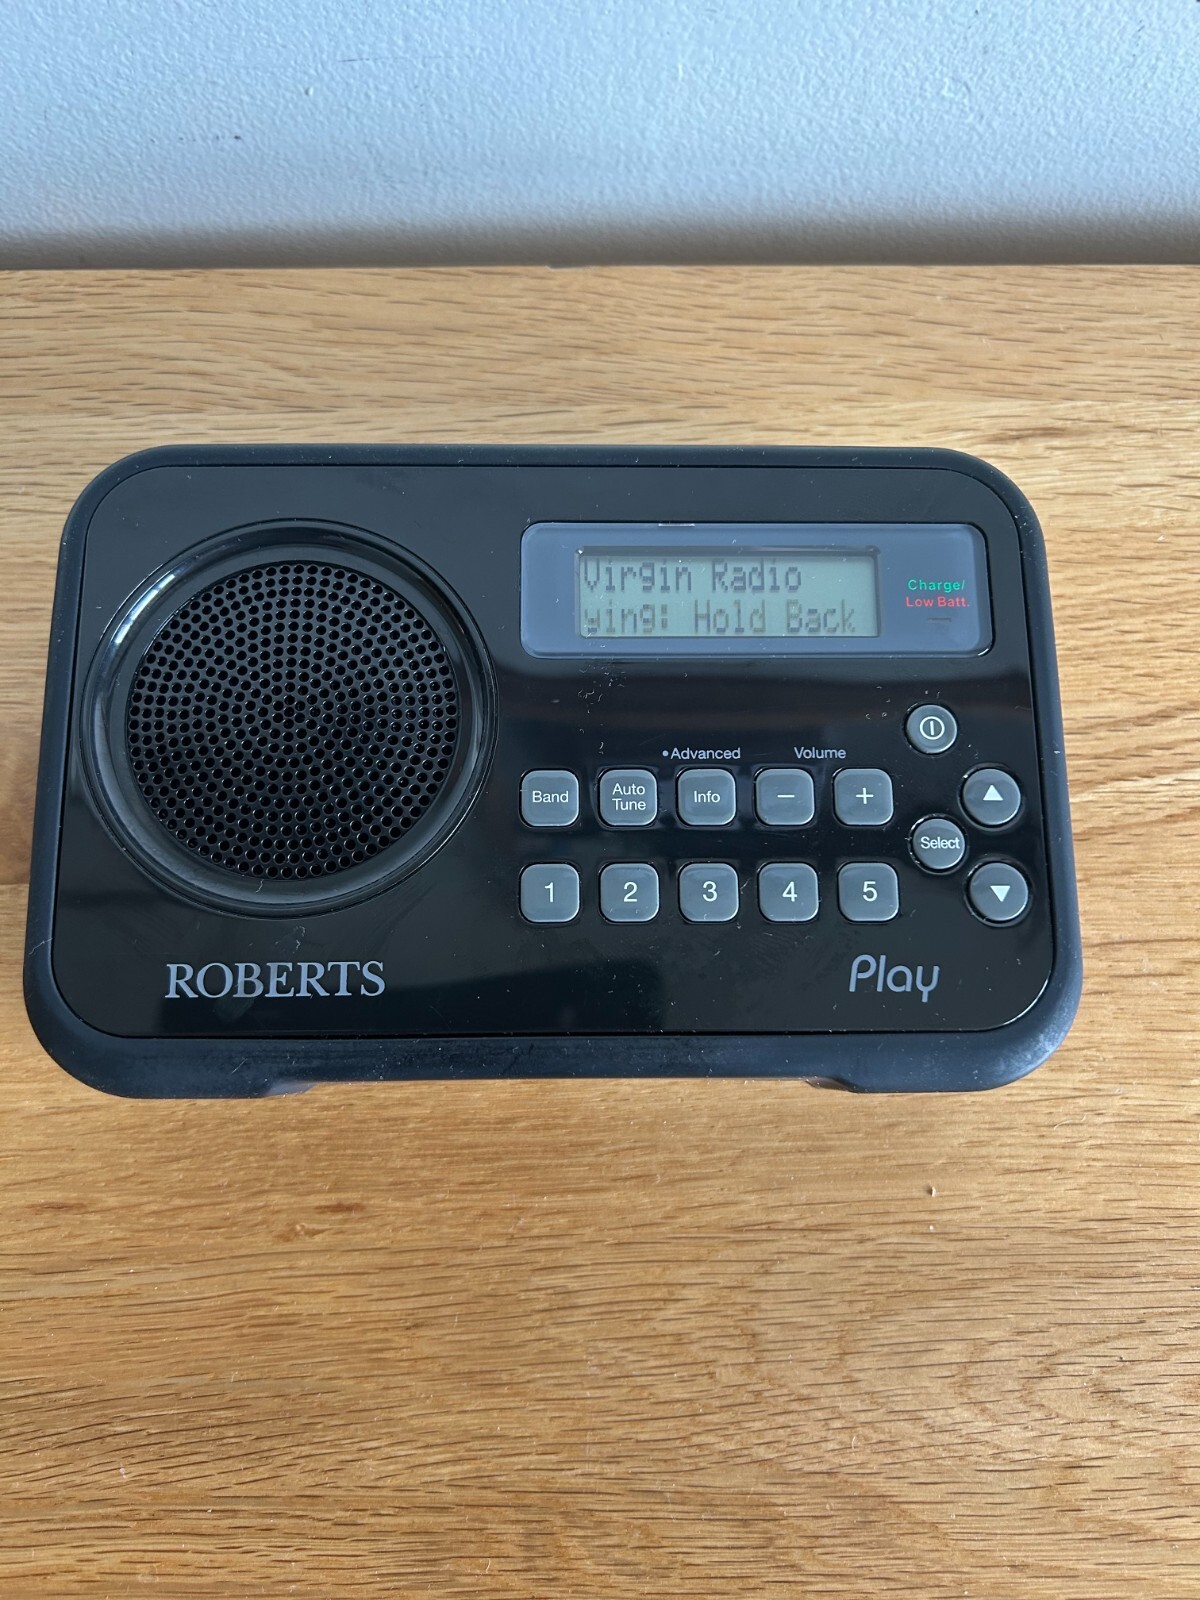 Virgin Radio
ying: Hold Back
Charge/
Low Batt.
•Advanced Volume
Band Auto Tune Info − +
Select
1 2 3 4 5
ROBERTS
Play